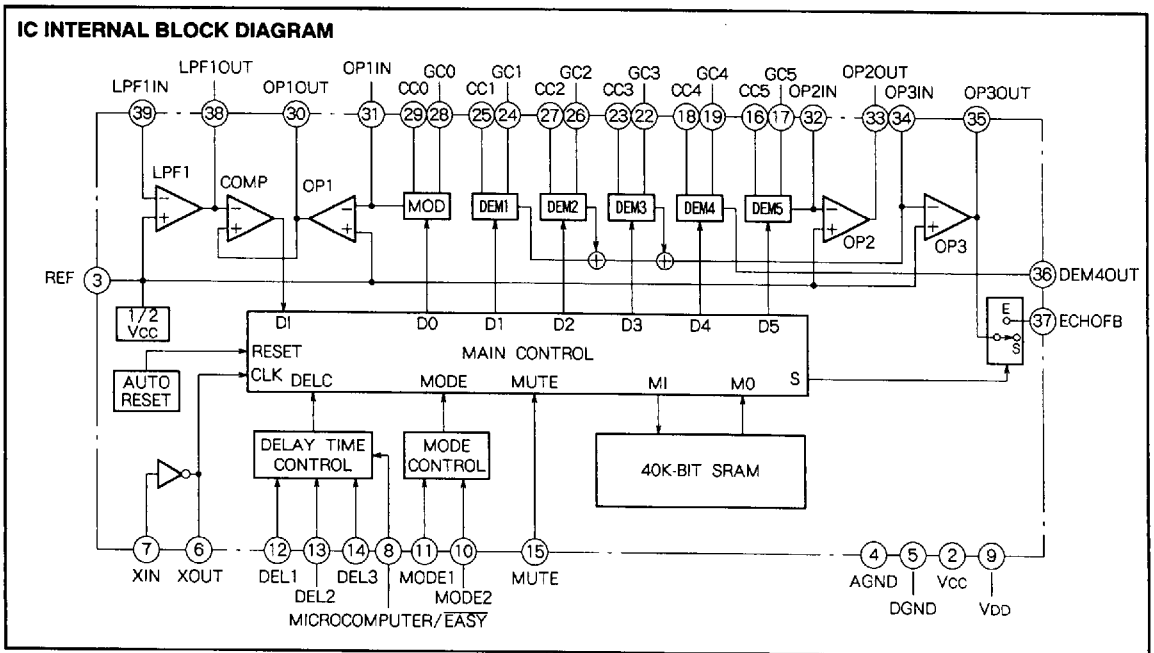 IC INTERNAL BLOCK DIAGRAM
LPF1IN LPF1OUT OP1OUT OP1IN CC0 GC0 CC1 GC1 CC2 GC2 CC3 GC3 CC4 GC4 CC5 GC5 OP2IN OP2OUT OP3IN OP3OUT
39 38 30 31 29 28 25 24 27 26 23 22 18 19 16 17 32 33 34 35
LPF1 COMP OP1 MOD DEM1 DEM2 DEM3 DEM4 DEM5 OP2 OP3
− + − + − + − + − +
+ +
REF 3
36 DEM4OUT
1/2
VCC
E
37 ECHOFB
S
DI D0 D1 D2 D3 D4 D5
MAIN CONTROL
RESET
CLK
DELC MODE MUTE MI MO S
AUTO
RESET
DELAY TIME
CONTROL
MODE
CONTROL
40K-BIT SRAM
7 6 12 13 14 8 11 10 15 4 5 2 9
XIN XOUT DEL1 DEL2 DEL3 MODE1 MODE2 MUTE AGND DGND VCC VDD
MICROCOMPUTER/EASY